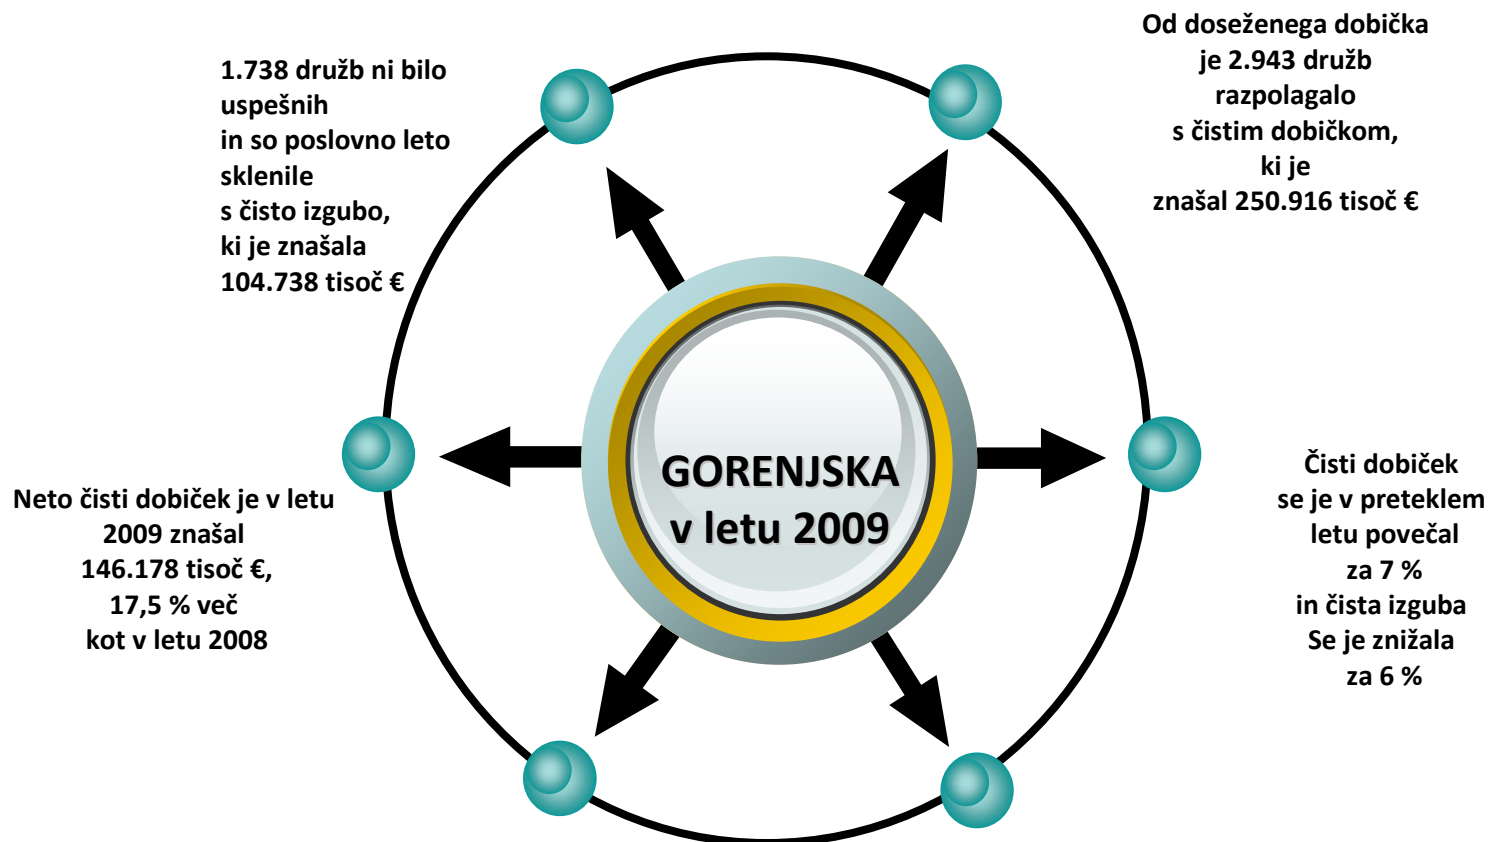 1.738 družb ni bilo
uspešnih
in so poslovno leto
sklenile
s čisto izgubo,
ki je znašala
104.738 tisoč €
Od doseženega dobička
je 2.943 družb
razpolagalo
s čistim dobičkom,
ki je
znašal 250.916 tisoč €
GORENJSKA
v letu 2009
Neto čisti dobiček je v letu
2009 znašal
146.178 tisoč €,
17,5 % več
kot v letu 2008
Čisti dobiček
se je v preteklem
letu povečal
za 7 %
in čista izguba
Se je znižala
za 6 %